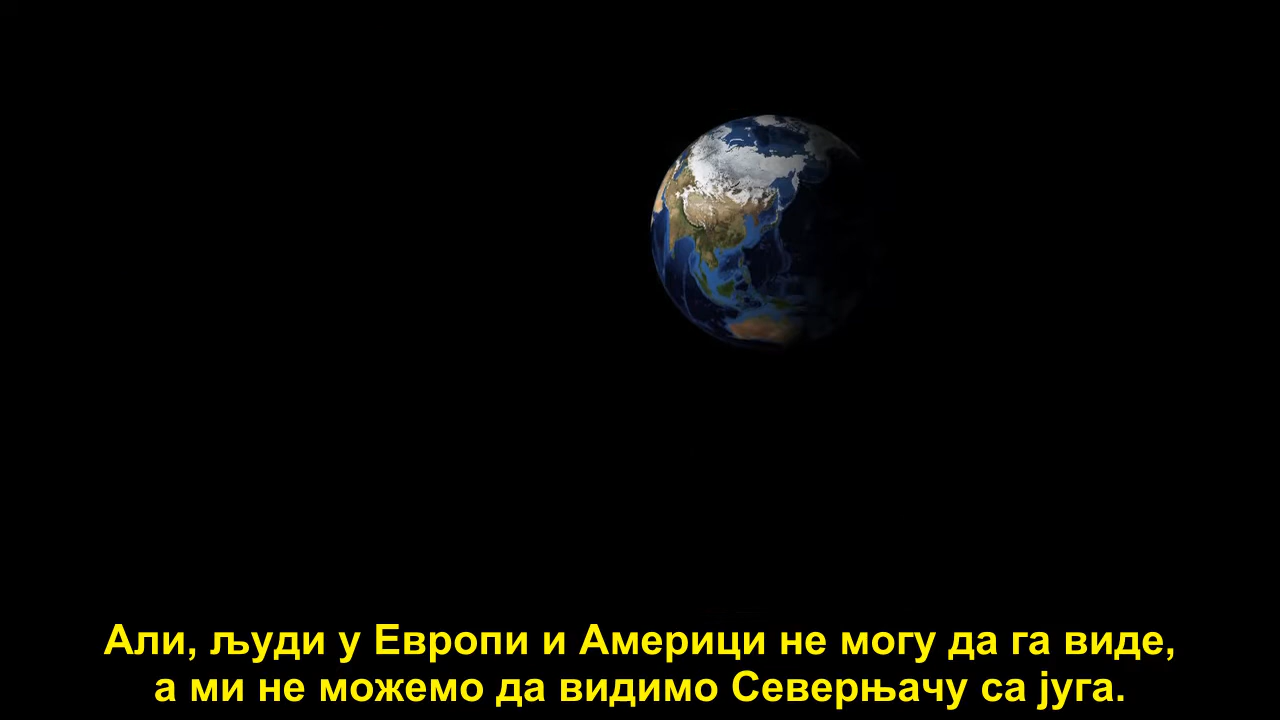 Али, људи у Европи и Америци не могу да га виде,
а ми не можемо да видимо Северњачу са југа.